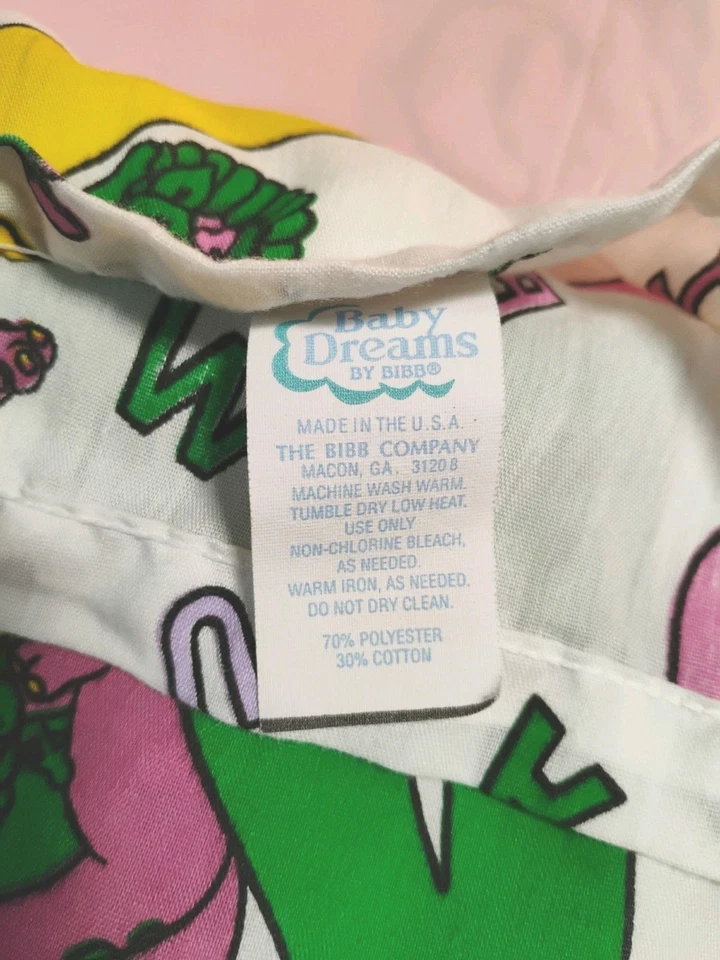 W
Baby
Dreams
BY BIBB®
MADE IN THE U.S.A.
THE BIBB COMPANY
MACON, GA. 31208
MACHINE WASH WARM.
TUMBLE DRY LOW HEAT.
USE ONLY
NON-CHLORINE BLEACH,
AS NEEDED.
WARM IRON, AS NEEDED.
DO NOT DRY CLEAN.
70% POLYESTER
30% COTTON